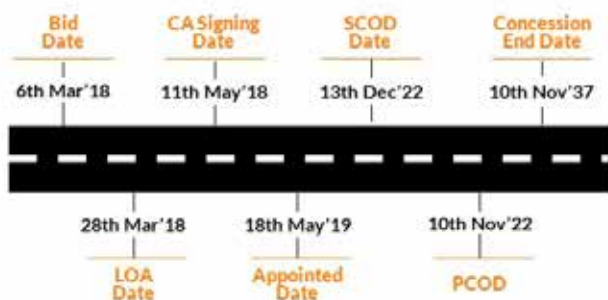 Bid
Date
6th Mar'18
CA Signing
Date
11th May'18
SCOD
Date
13th Dec'22
Concession
End Date
10th Nov'37
28th Mar'18
LOA
Date
18th May'19
Appointed
Date
10th Nov'22
PCOD